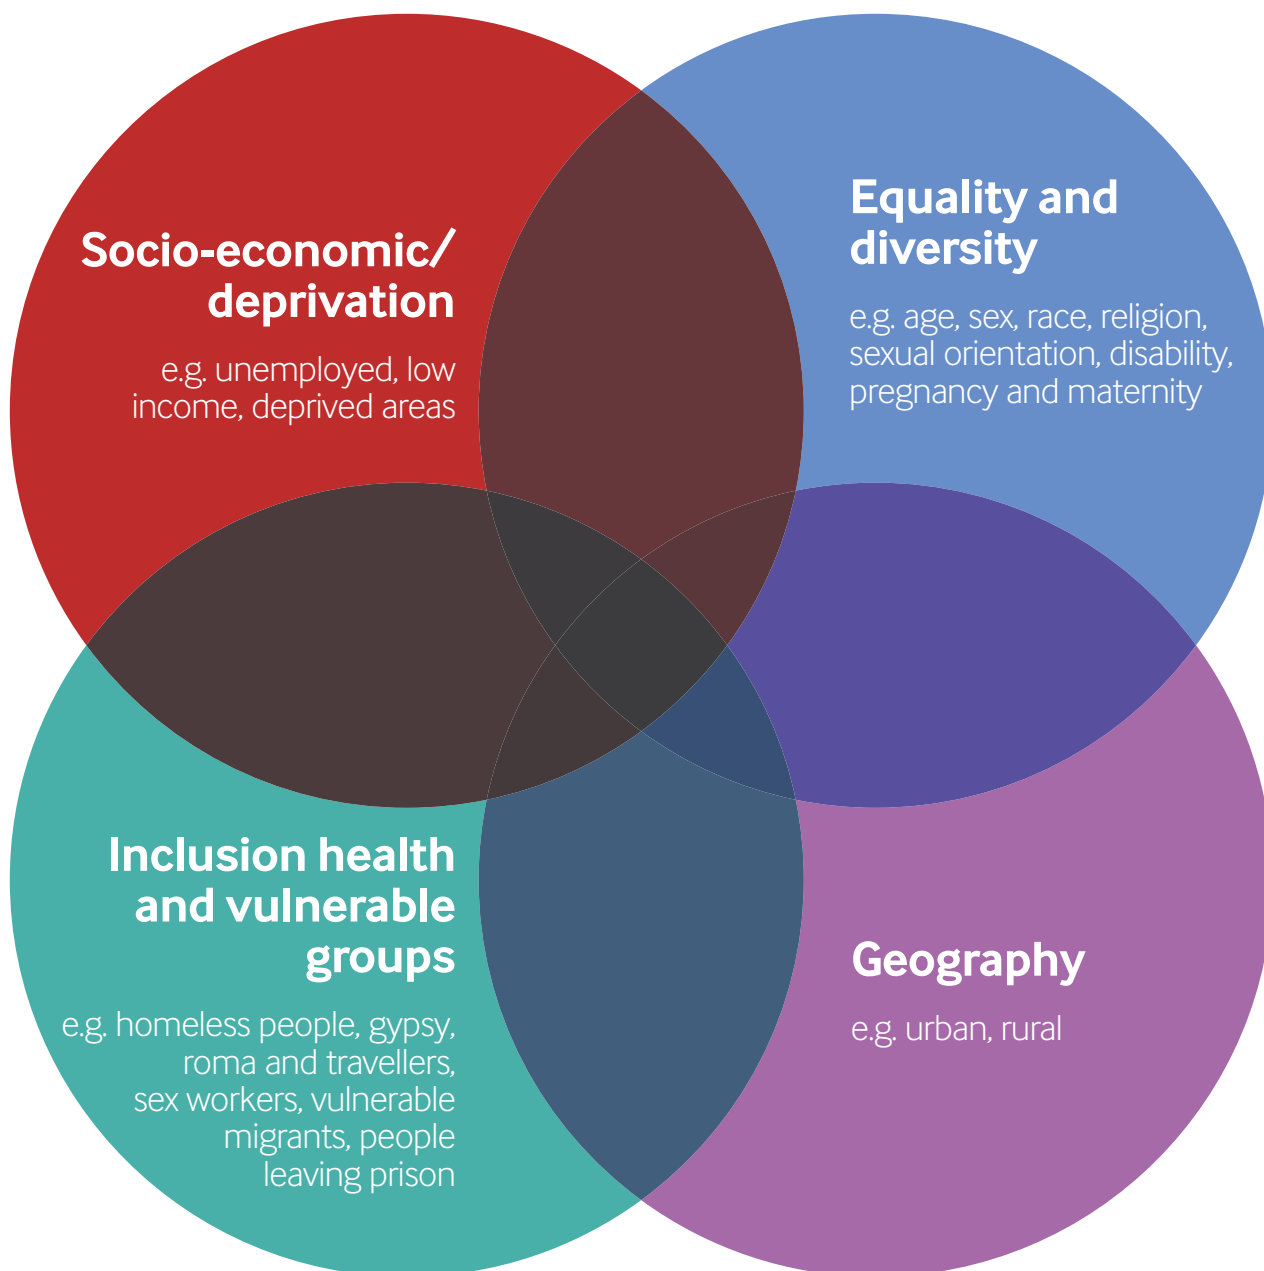 Socio-economic/
deprivation
e.g. unemployed, low
income, deprived areas
Equality and
diversity
e.g. age, sex, race, religion,
sexual orientation, disability,
pregnancy and maternity
Inclusion health
and vulnerable
groups
e.g. homeless people, gypsy,
roma and travellers,
sex workers, vulnerable
migrants, people
leaving prison
Geography
e.g. urban, rural